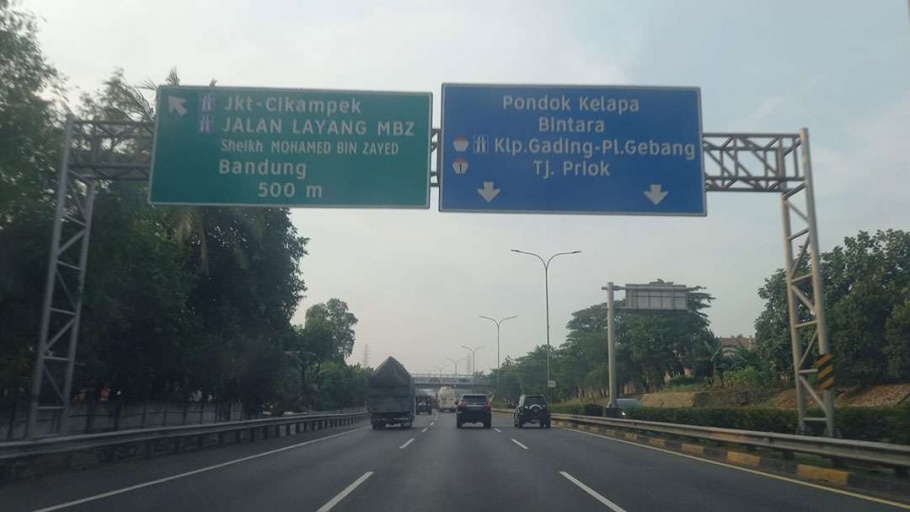 Jkt-Cikampek
JALAN LAYANG MBZ
Sheikh MOHAMED BIN ZAYED
Bandung
500 m
Pondok Kelapa
Bintara
Klp.Gading-Pl.Gebang
1 Tj. Priok